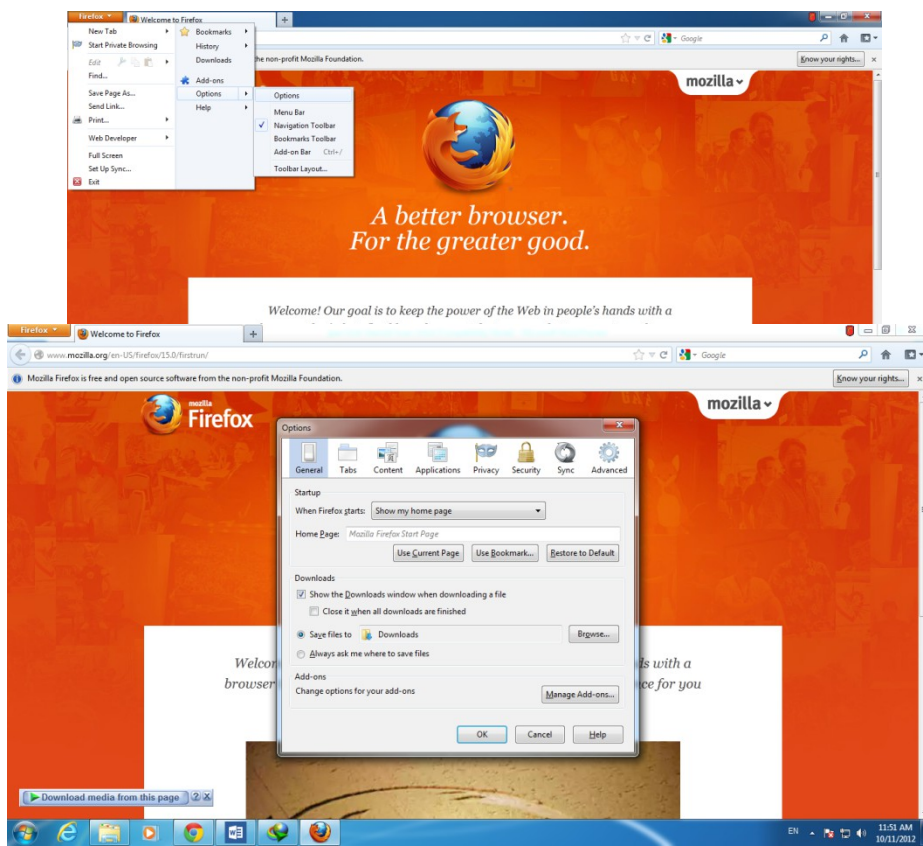 Firefox
Welcome to Firefox
+
New Tab
Start Private Browsing
Edit
Find...
Save Page As...
Send Link...
Print...
Web Developer
Full Screen
Set Up Sync...
Exit
Bookmarks
History
Downloads
Add-ons
Options
Help
Options
Menu Bar
Navigation Toolbar
Bookmarks Toolbar
Add-on Bar Ctrl+/
Toolbar Layout...
Google
he non-profit Mozilla Foundation.
Know your rights...
mozilla
A better browser.
For the greater good.
Welcome! Our goal is to keep the power of the Web in people's hands with a
Firefox
Welcome to Firefox
+
www.mozilla.org/en-US/firefox/15.0/firstrun/
Google
Mozilla Firefox is free and open source software from the non-profit Mozilla Foundation.
Know your rights...
mozilla
Firefox
mozilla
Options
General Tabs Content Applications Privacy Security Sync Advanced
Startup
When Firefox starts: Show my home page
Home Page: Mozilla Firefox Start Page
Use Current Page Use Bookmark... Restore to Default
Downloads
Show the Downloads window when downloading a file
Close it when all downloads are finished
Save files to Downloads Browse...
Always ask me where to save files
Add-ons
Change options for your add-ons
Manage Add-ons...
OK Cancel Help
Welcon
ds with a
browser
ce for you
Download media from this page ?
EN
11:51 AM
10/11/2012